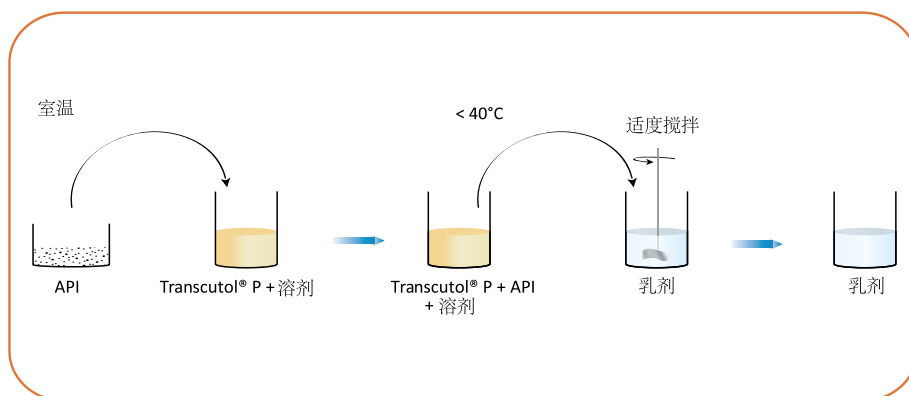 室温
< 40°C
适度搅拌
API
Transcutol® P + 溶剂
Transcutol® P + API
+ 溶剂
乳剂
乳剂